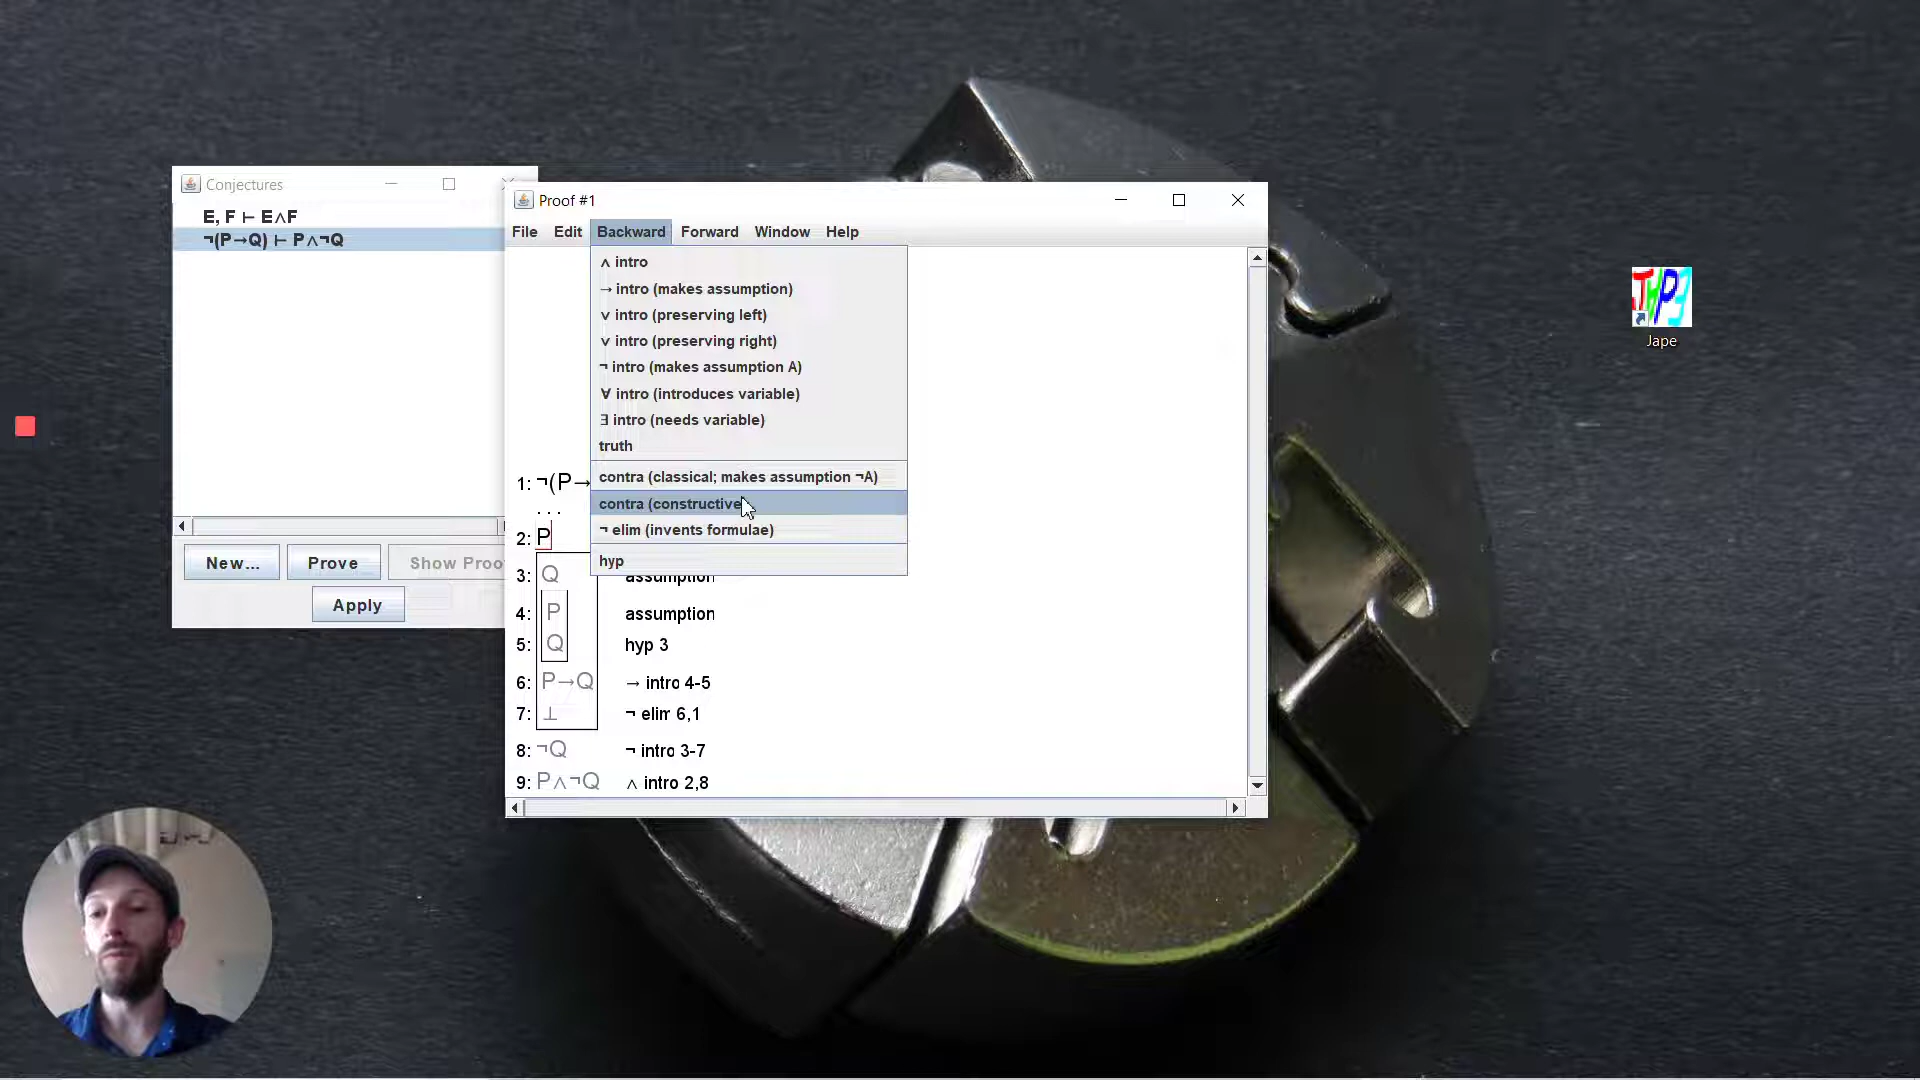 Conjectures
E, F ⊢ E∧F
¬(P→Q) ⊢ P∧¬Q
New...
Prove
Show Proo
Apply
Proof #1
File Edit Backward Forward Window Help
∧ intro
→ intro (makes assumption)
∨ intro (preserving left)
∨ intro (preserving right)
¬ intro (makes assumption A)
∀ intro (introduces variable)
∃ intro (needs variable)
truth
contra (classical; makes assumption ¬A)
contra (constructive
¬ elim (invents formulae)
hyp
1: ¬(P→
...
2: P
3: Q assumption
4: P assumption
5: Q hyp 3
6: P→Q → intro 4-5
7: ⊥ ¬ elim 6,1
8: ¬Q ¬ intro 3-7
9: P∧¬Q ∧ intro 2,8
JAPE
Jape